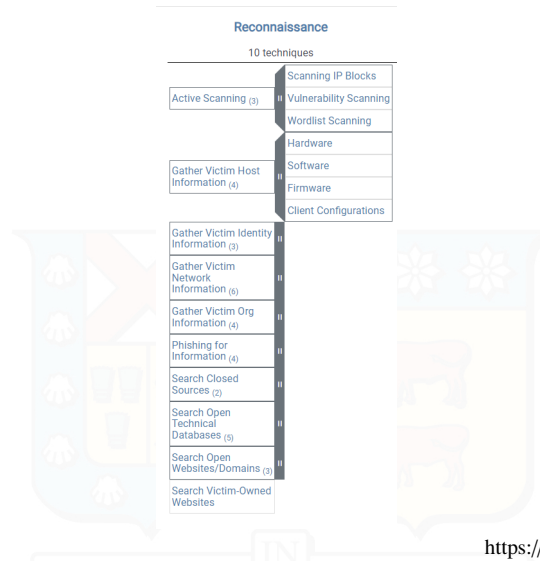 Reconnaissance
10 techniques
Active Scanning (3)
Scanning IP Blocks
Vulnerability Scanning
Wordlist Scanning
Gather Victim Host
Information (4)
Hardware
Software
Firmware
Client Configurations
Gather Victim Identity
Information (3)
Gather Victim
Network
Information (6)
Gather Victim Org
Information (4)
Phishing for
Information (4)
Search Closed
Sources (2)
Search Open
Technical
Databases (5)
Search Open
Websites/Domains (3)
Search Victim-Owned
Websites
https://
IN